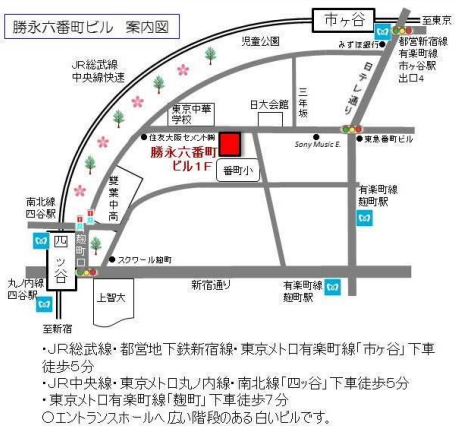 勝永六番町ビル 案内図
市ヶ谷
至東京
児童公園
みずほ銀行
都営新宿線
有楽町線
市ヶ谷駅
出口4
JR総武線
中央線快速
日テレ通り
三年坂
東京中華
学校
日大会館
住友大阪セメント㈱
勝永六番町
ビル1F
Sony Music E.
東急番町ビル
番町小
雙葉中高
有楽町線
麹町駅
南北線
四谷駅
麹町口
四ッ谷
スクワール麹町
丸ノ内線
四谷駅
上智大
新宿通り
有楽町線
麹町駅
至新宿
・JR総武線・都営地下鉄新宿線・東京メトロ有楽町線「市ケ谷」下車
徒歩5分
・JR中央線・東京メトロ丸ノ内線・南北線「四ッ谷」下車徒歩5分
・東京メトロ有楽町線「麹町」下車徒歩7分
○エントランスホールへ広い階段のある白いビルです。